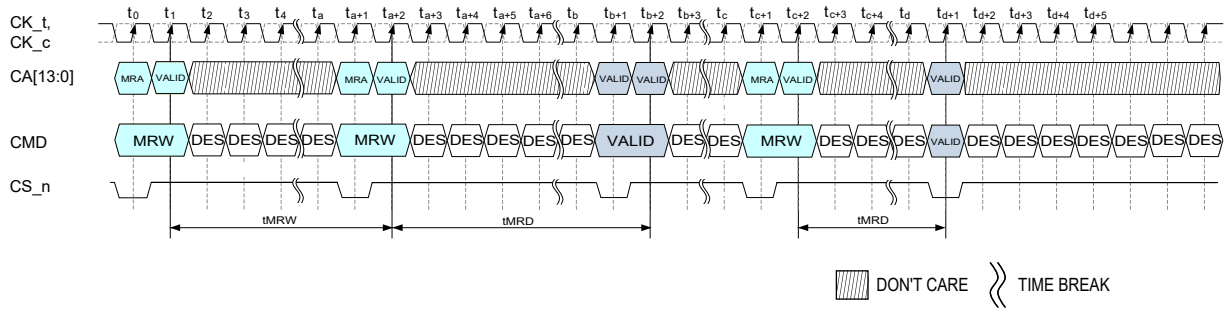 t0 t1 t2 t3 t4 ta ta+1 ta+2 ta+3 ta+4 ta+5 ta+6 tb tb+1 tb+2 tb+3 tc tc+1 tc+2 tc+3 tc+4 td td+1 td+2 td+3 td+4 td+5
CK_t,
CK_c
CA[13:0] MRA VALID MRA VALID VALID VALID MRA VALID VALID
CMD MRW DES DES DES DES MRW DES DES DES DES DES VALID DES DES MRW DES DES DES VALID DES DES DES DES DES DES DES
CS_n
tMRW tMRD tMRD
DON'T CARE TIME BREAK